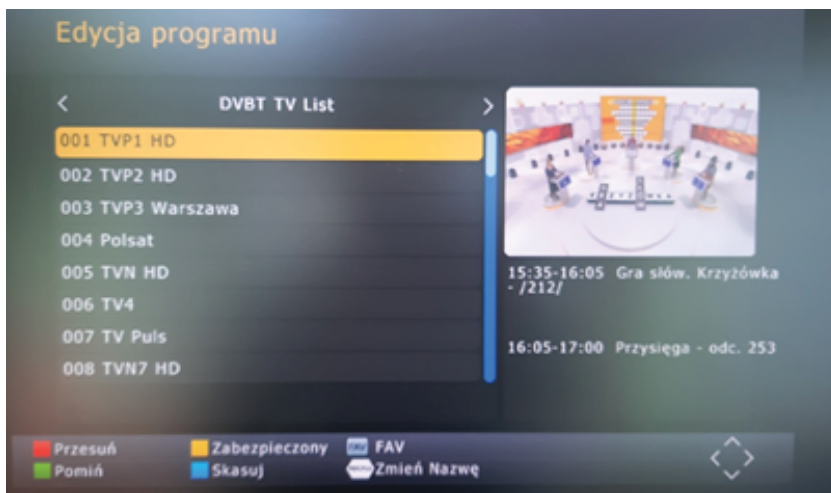 Edycja programu
DVBT TV List
001 TVP1 HD
002 TVP2 HD
003 TVP3 Warszawa
004 Polsat
005 TVN HD
006 TV4
007 TV Puls
008 TVN7 HD
15:35-16:05 Gra słów. Krzyżówka
- /212/
16:05-17:00 Przysięga - odc. 253
Przesuń Zabezpieczony FAV
Pomiń Skasuj Zmień Nazwę